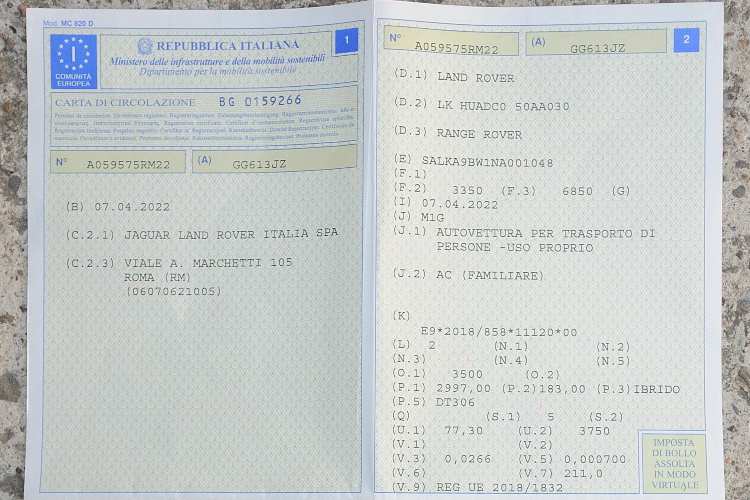 Mod. MC 820 D
I
COMUNITÀ
EUROPEA
REPUBBLICA ITALIANA
Ministero delle infrastrutture e della mobilità sostenibili
Dipartimento per la mobilità sostenibile
1
CARTA DI CIRCOLAZIONE BG 0159266
N° A059575RM22 (A) GG613JZ
(B) 07.04.2022
(C.2.1) JAGUAR LAND ROVER ITALIA SPA
(C.2.3) VIALE A. MARCHETTI 105
ROMA (RM)
(06070621005)
N° A059575RM22 (A) GG613JZ 2
(D.1) LAND ROVER
(D.2) LK HUADC0 50AA030
(D.3) RANGE ROVER
(E) SALKA9BW1NA001048
(F.1)
(F.2) 3350 (F.3) 6850 (G)
(I) 07.04.2022
(J) M1G
(J.1) AUTOVETTURA PER TRASPORTO DI
PERSONE -USO PROPRIO
(J.2) AC (FAMILIARE)
(K)
E9*2018/858*11120*00
(L) 2 (N.1) (N.2)
(N.3) (N.4) (N.5)
(O.1) 3500 (O.2)
(P.1) 2997,00 (P.2)183,00 (P.3)IBRIDO
(P.5) DT306
(Q) (S.1) 5 (S.2)
(U.1) 77,30 (U.2) 3750
(V.1) (V.2)
(V.3) 0,0266 (V.5) 0,000700
(V.6) (V.7) 211,0
(V.9) REG UE 2018/1832
IMPOSTA
DI BOLLO
ASSOLTA
IN MODO
VIRTUALE